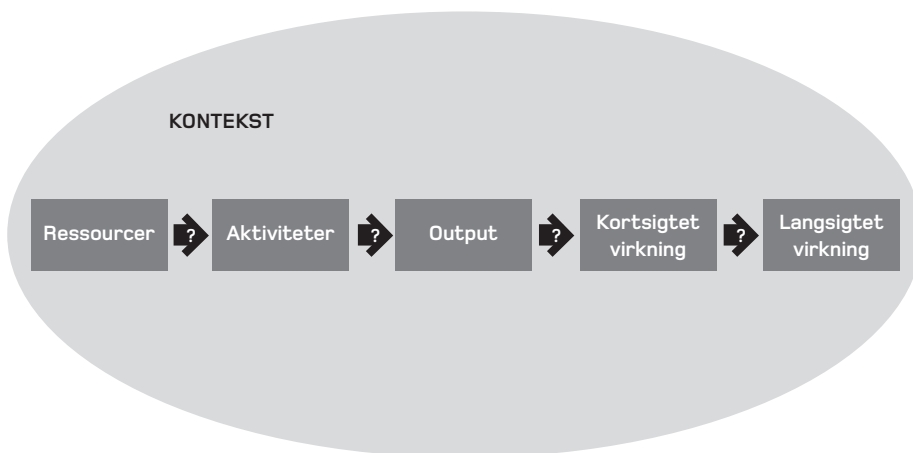 KONTEKST
Ressourcer ? Aktiviteter ? Output ? Kortsigtet virkning ? Langsigtet virkning